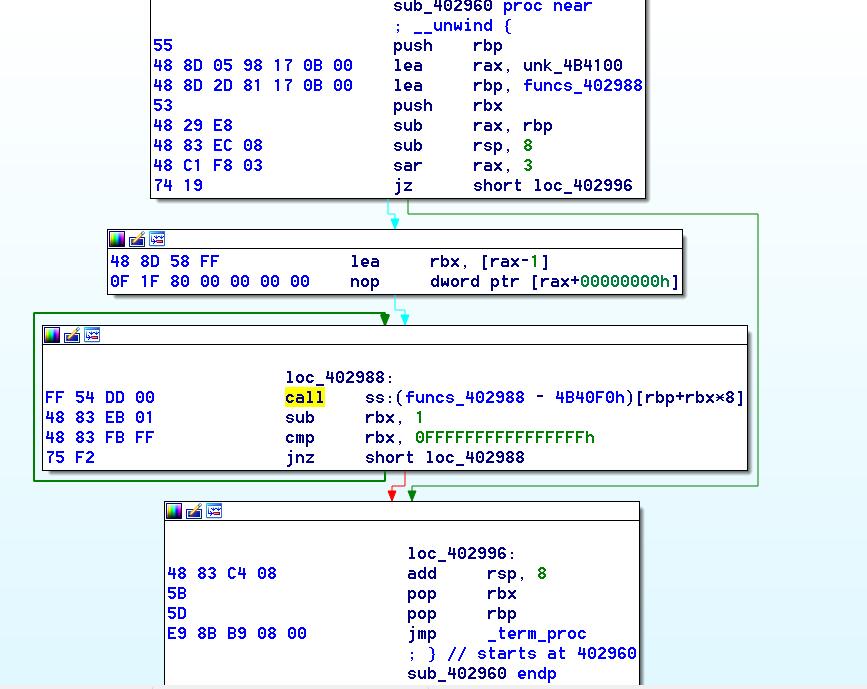 sub_402960 proc near
; __unwind {
55 push rbp
48 8D 05 98 17 0B 00 lea rax, unk_4B4100
48 8D 2D 81 17 0B 00 lea rbp, funcs_402988
53 push rbx
48 29 E8 sub rax, rbp
48 83 EC 08 sub rsp, 8
48 C1 F8 03 sar rax, 3
74 19 jz short loc_402996
48 8D 58 FF lea rbx, [rax-1]
0F 1F 80 00 00 00 00 nop dword ptr [rax+00000000h]
loc_402988:
FF 54 DD 00 call ss:(funcs_402988 - 4B40F0h)[rbp+rbx*8]
48 83 EB 01 sub rbx, 1
48 83 FB FF cmp rbx, 0FFFFFFFFFFFFFFFFh
75 F2 jnz short loc_402988
loc_402996:
48 83 C4 08 add rsp, 8
5B pop rbx
5D pop rbp
E9 8B B9 08 00 jmp _term_proc
; } // starts at 402960
sub_402960 endp